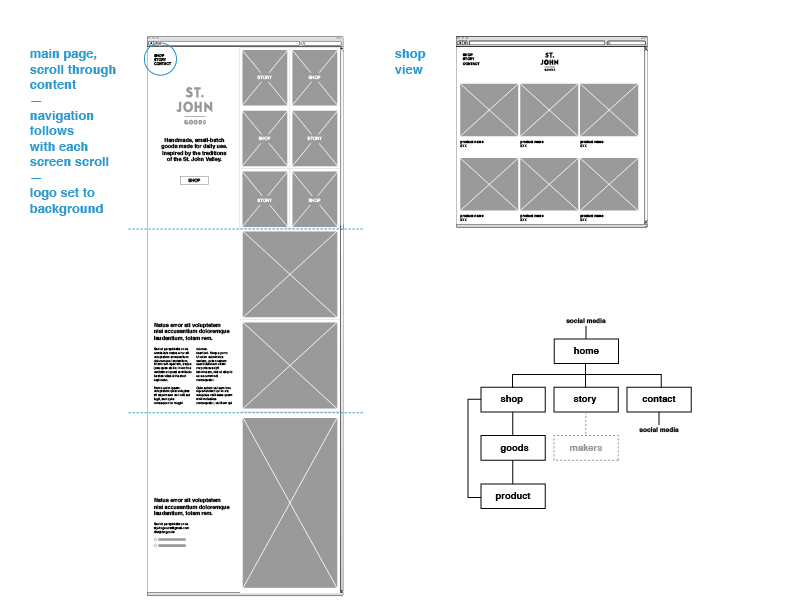 main page,
scroll through
content
—
navigation
follows
with each
screen scroll
—
logo set to
background
SHOP
STORY
CONTACT
ST.
JOHN
GOODS
Handmade, small-batch
goods made for daily use.
Inspired by the traditions
of the St. John Valley.
SHOP
STORY
SHOP
SHOP
STORY
STORY
SHOP
Natus error sit voluptatem
nisi accusantium doloremque
laudantium, totam rem.
Natus error sit voluptatem
nisi accusantium doloremque
laudantium, totam rem.
shop
view
SHOP
STORY
CONTACT
ST.
JOHN
GOODS
product name
$XX
product name
$XX
product name
$XX
product name
$XX
product name
$XX
product name
$XX
social media
home
shop
story
contact
social media
goods
makers
product